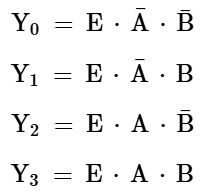 Y₀ = E · Ā · B̄
Y₁ = E · Ā · B
Y₂ = E · A · B̄
Y₃ = E · A · B